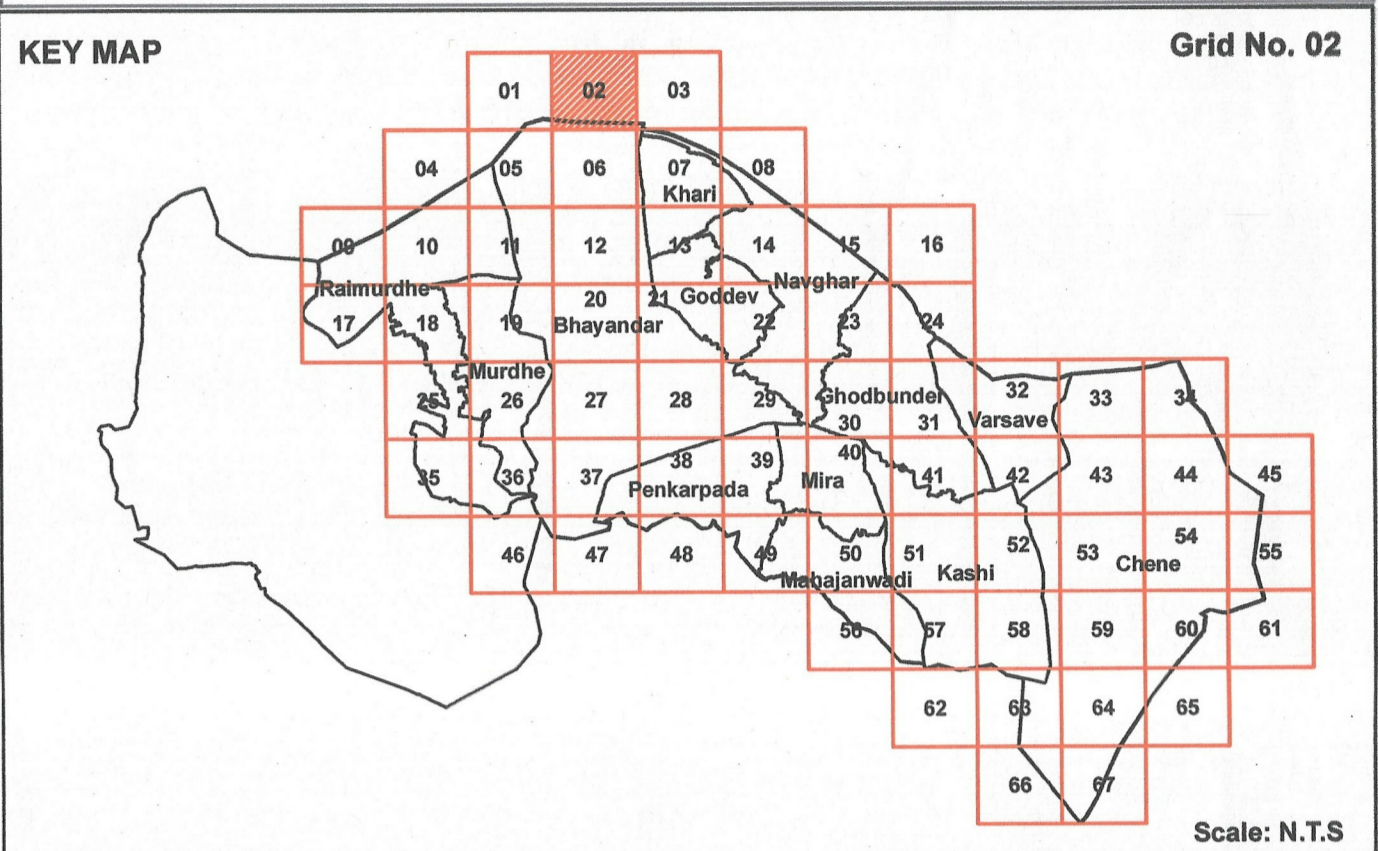 KEY MAP
Grid No. 02
01 02 03
04 05 06 07 08
Khari
09 10 11 12 13 14 15 16
Raimurdhe
Navghar
17 18 19 20 21 Goddev 22 23 24
Bhayandar
Murdhe
25 26 27 28 29 Ghodbunder 32 33 34
30 31 Varsave
35 36 37 38 39 40 41 42 43 44 45
Penkarpada Mira
46 47 48 49 50 51 52 53 54 55
Mahajanwadi Kashi Chene
56 57 58 59 60 61
62 63 64 65
66 67
Scale: N.T.S